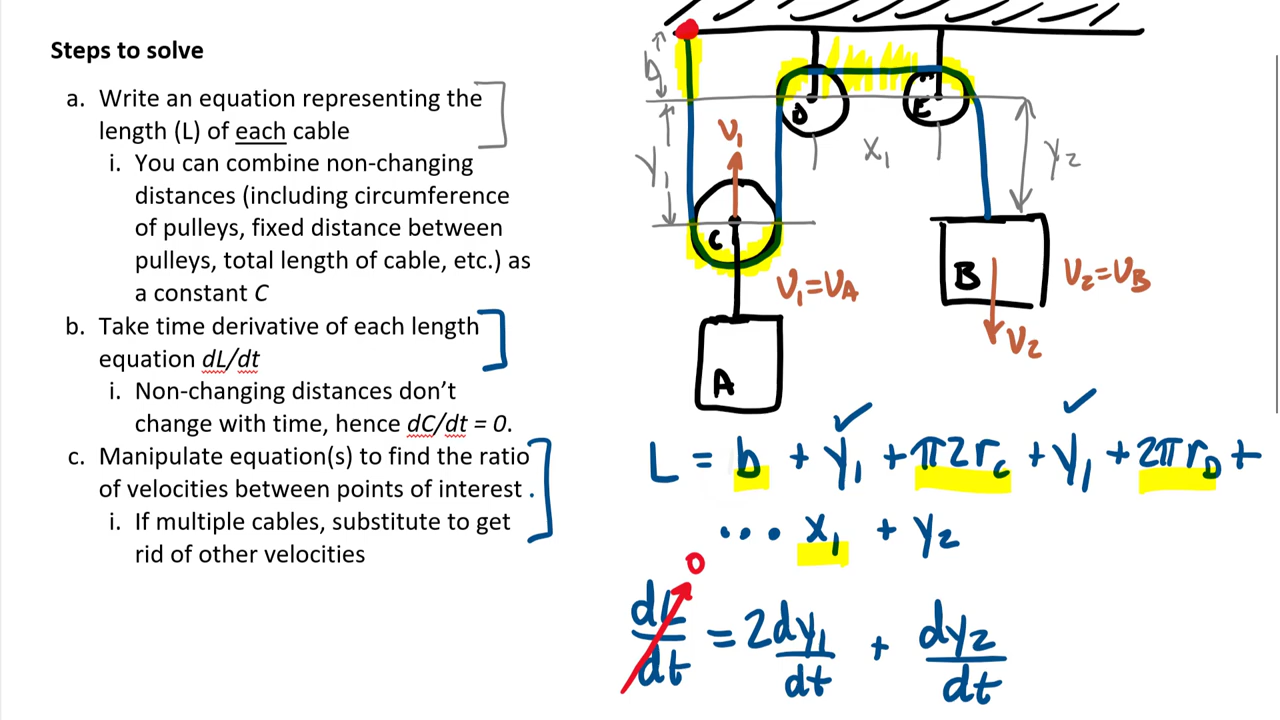 Steps to solve
a. Write an equation representing the
length (L) of each cable
i. You can combine non-changing
distances (including circumference
of pulleys, fixed distance between
pulleys, total length of cable, etc.) as
a constant C
b. Take time derivative of each length
equation dL/dt
i. Non-changing distances don't
change with time, hence dC/dt = 0.
c. Manipulate equation(s) to find the ratio
of velocities between points of interest .
i. If multiple cables, substitute to get
rid of other velocities
b
D
E
V₁
X₁
Y₁
Y₂
C
B
V₁=VA
V₂=VB
V₂
A
L = b + Y₁ + π2rC + Y₁ + 2πrD +
... X₁ + Y₂
0
dL/dt = 2dy₁/dt + dy₂/dt